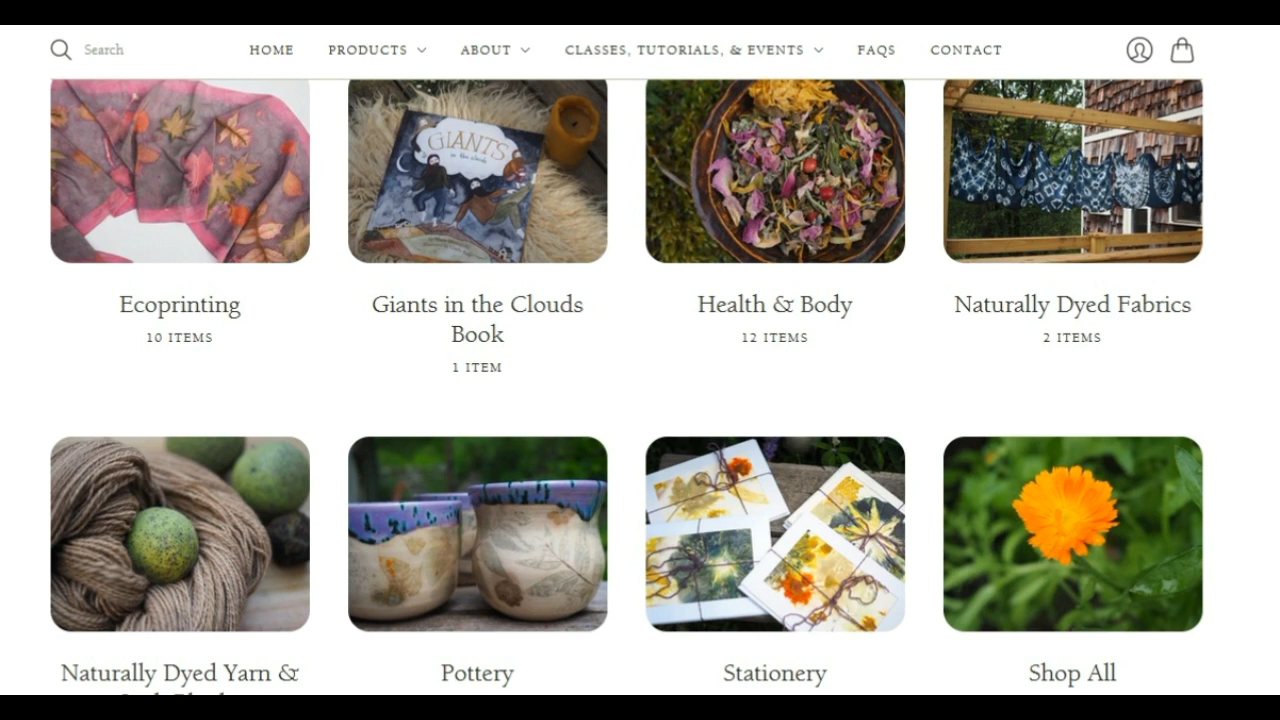 Search
HOME
PRODUCTS
ABOUT
CLASSES, TUTORIALS, & EVENTS
FAQS
CONTACT
GIANTS
in the clouds
Ecoprinting
10 ITEMS
Giants in the Clouds
Book
1 ITEM
Health & Body
12 ITEMS
Naturally Dyed Fabrics
2 ITEMS
Naturally Dyed Yarn &
Pottery
Stationery
Shop All